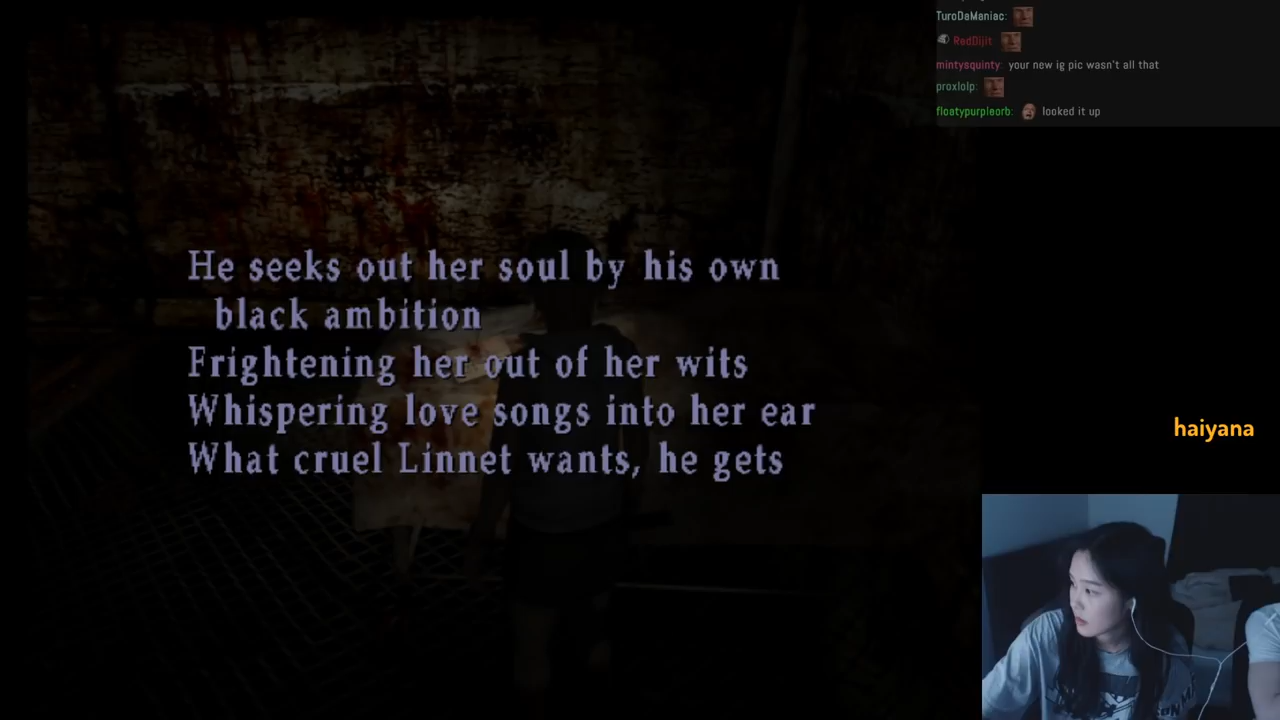 TuroDaManiac:
RedDijit
mintysquinty: your new ig pic wasn't all that
proxlolp:
floatypurpleorb: looked it up
He seeks out her soul by his own
black ambition
Frightening her out of her wits
Whispering love songs into her ear
What cruel Linnet wants, he gets
haiyana